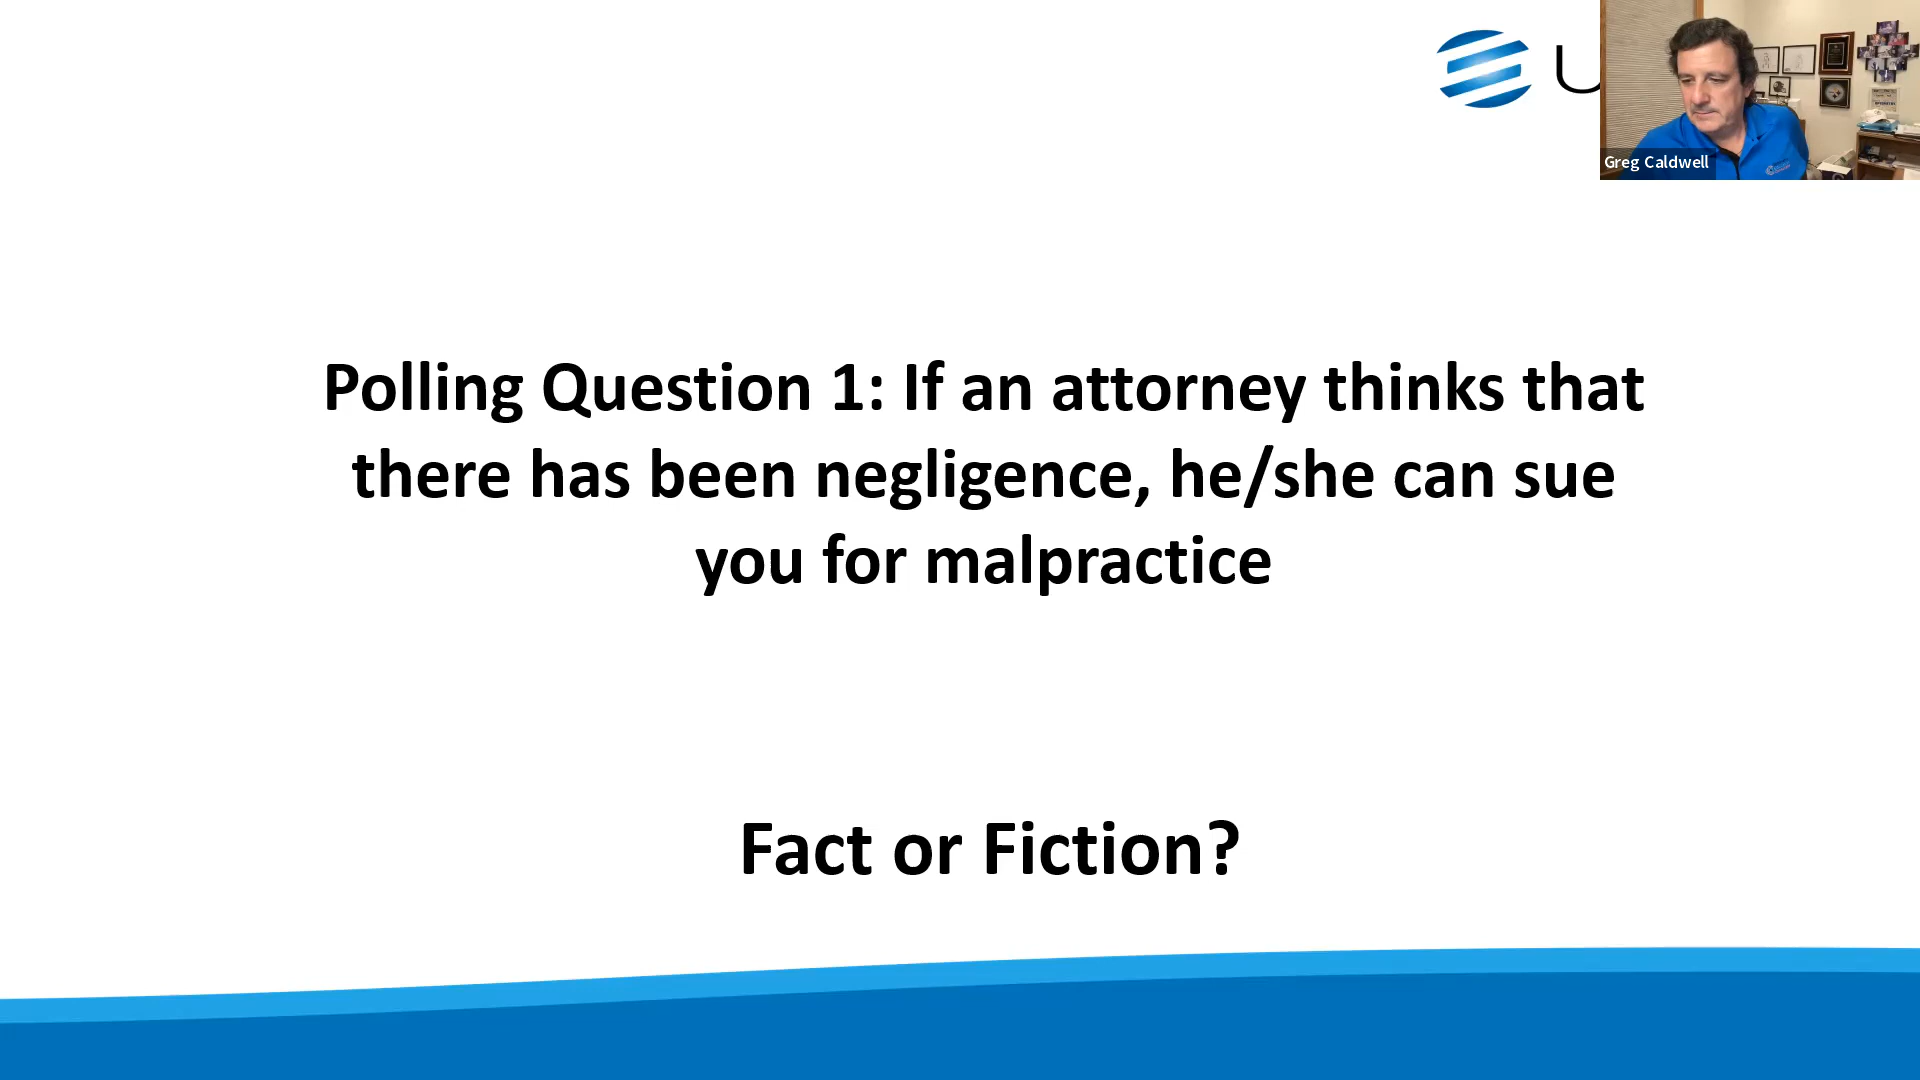 U
Greg Caldwell
Polling Question 1: If an attorney thinks that
there has been negligence, he/she can sue
you for malpractice
Fact or Fiction?